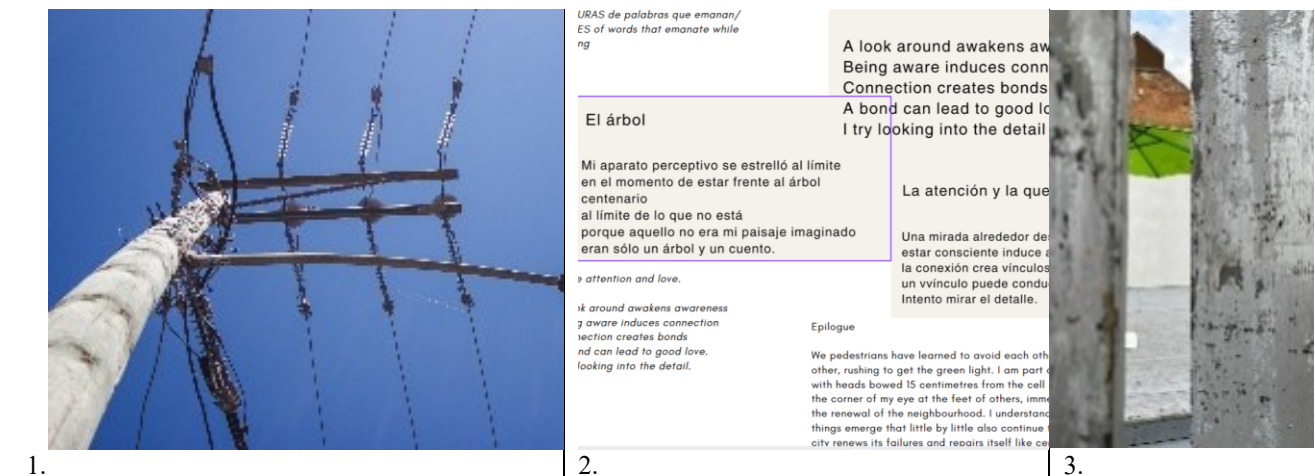 URAS de palabras que emanan/
ES of words that emanate while
ng
A look around awakens aw
Being aware induces conn
Connection creates bonds
A bond can lead to good lo
I try looking into the detail
El árbol
Mi aparato perceptivo se estrelló al límite
en el momento de estar frente al árbol
centenario
al límite de lo que no está
porque aquello no era mi paisaje imaginado
eran sólo un árbol y un cuento.
La atención y la que
Una mirada alrededor des
estar consciente induce a
la conexión crea vínculos
un vvínculo puede condu
Intento mirar el detalle.
e attention and love.
ok around awakens awareness
g aware induces connection
nection creates bonds
nd can lead to good love.
looking into the detail.
Epilogue
We pedestrians have learned to avoid each oth
other, rushing to get the green light. I am part
with heads bowed 15 centimetres from the cell
the corner of my eye at the feet of others, imme
the renewal of the neighbourhood. I understand
things emerge that little by little also continue
city renews its failures and repairs itself like ce
1.
2.
3.